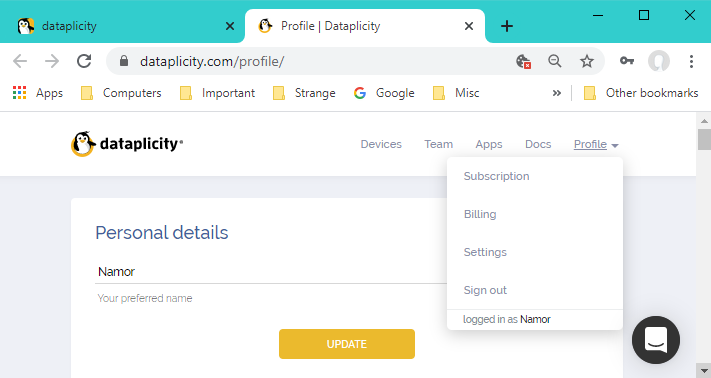 dataplicity
Profile | Dataplicity
dataplicity.com/profile/
Apps Computers Important Strange Google Misc » Other bookmarks
dataplicity
Devices Team Apps Docs Profile
Subscription
Billing
Settings
Sign out
logged in as Namor
Personal details
Namor
Your preferred name
UPDATE